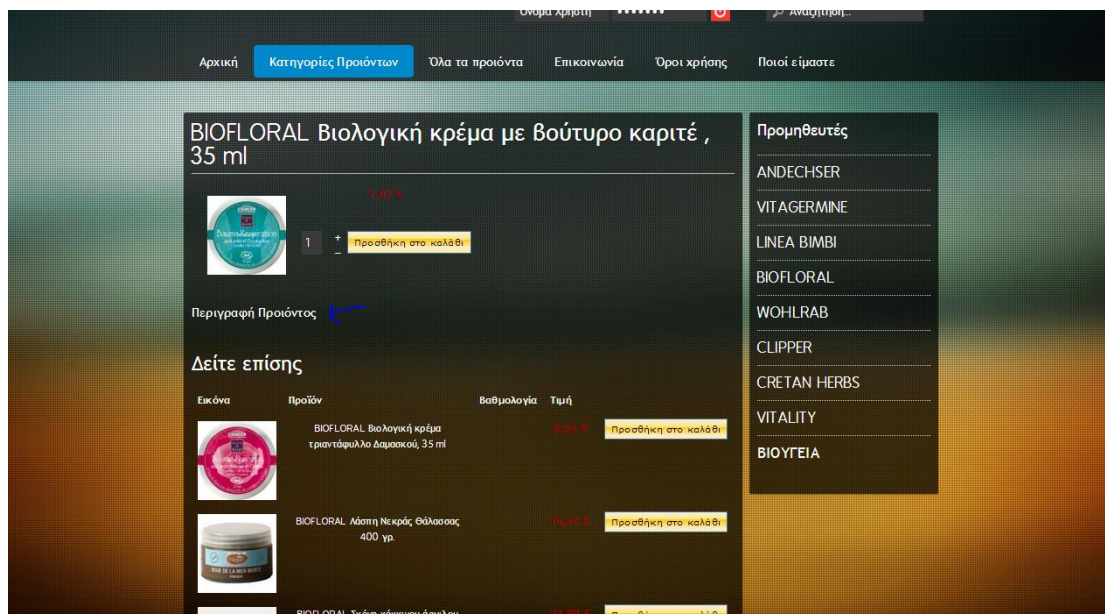 Όνομα Χρήστη
Αναζήτηση...
Αρχική
Κατηγορίες Προιόντων
Όλα τα προιόντα
Επικοινωνία
Όροι χρήσης
Ποιοί είμαστε
BIOFLORAL Βιολογική κρέμα με βούτυρο καριτέ ,
35 ml
1
+
Προσθήκη στο καλάθι
–
Περιγραφή Προιόντος
Δείτε επίσης
Εικόνα
Προϊόν
Βαθμολογία
Τιμή
BIOFLORAL Βιολογική κρέμα
τριαντάφυλλο Δαμασκού, 35 ml
Προσθήκη στο καλάθι
BIOFLORAL Λάσπη Νεκράς Θάλασσας
400 γρ.
Προσθήκη στο καλάθι
Προμηθευτές
ANDECHSER
VITAGERMINE
LINEA BIMBI
BIOFLORAL
WOHLRAB
CLIPPER
CRETAN HERBS
VITALITY
ΒΙΟΥΓΕΙΑ